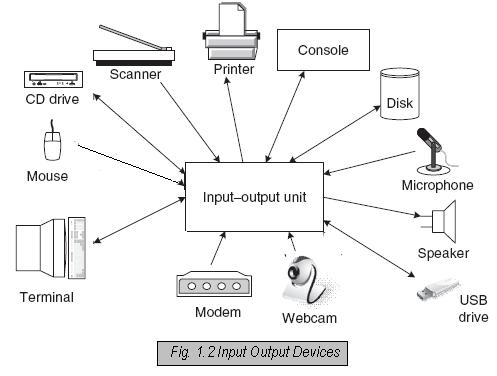 Printer
Console
Scanner
CD drive
Disk
Mouse
Input–output unit
Microphone
Speaker
Terminal
Modem
Webcam
USB
drive
Fig. 1.2 Input Output Devices